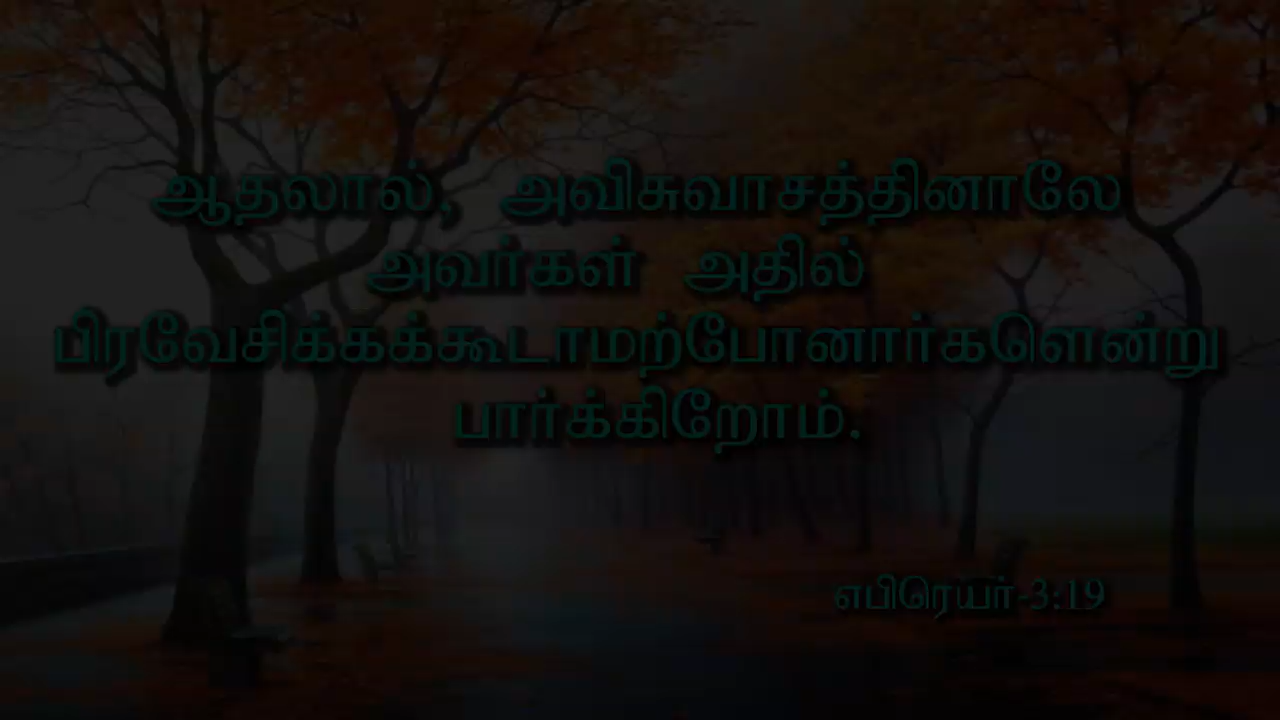 ஆதலால், அவிசுவாசத்தினாலே
அவர்கள் அதில்
பிரவேசிக்கக்கூடாமற்போனார்களென்று
பார்க்கிறோம்.
எபிரெயர்-3:19